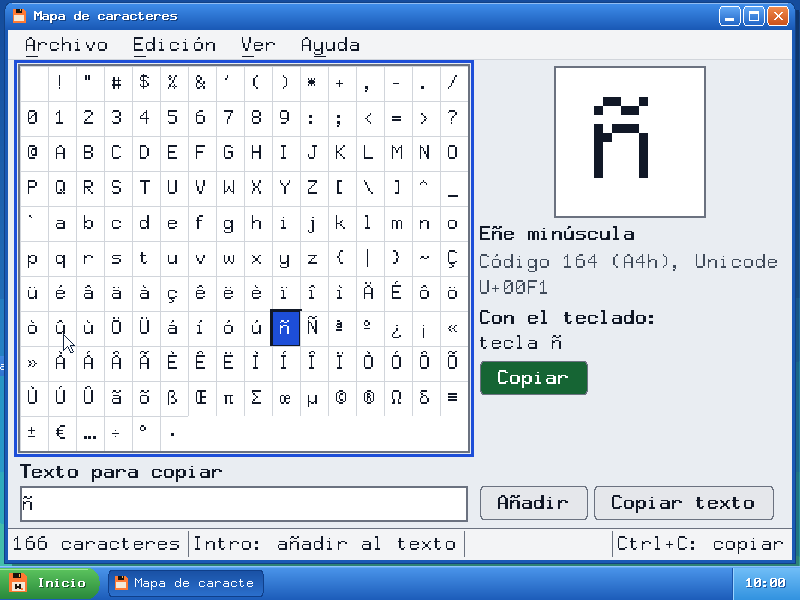 Mapa de caracteres
Archivo Edición Ver Ayuda
! " # $ % & ' ( ) * + , - . /
0 1 2 3 4 5 6 7 8 9 : ; < = > ?
@ A B C D E F G H I J K L M N O
P Q R S T U V W X Y Z [ \ ] ^ _
` a b c d e f g h i j k l m n o
p q r s t u v w x y z { | } ~ Ç
ü é â ä à ç ê ë è ï î ì Ä É ô ö
ò û ù Ö Ü á í ó ú ñ Ñ ª º ¿ ¡ «
» À Á Â Ã È Ê Ë Ì Í Î Ï Ò Ó Ô Õ
Ù Ú Û ã õ ß Œ π Σ œ µ © ® Ω δ ≡
± € … ÷ ° ·
Ñ
Eñe minúscula
Código 164 (A4h), Unicode
U+00F1
Con el teclado:
tecla ñ
Copiar
Texto para copiar
ñ
Añadir
Copiar texto
166 caracteres
Intro: añadir al texto
Ctrl+C: copiar
Inicio
Mapa de caracte
10:00